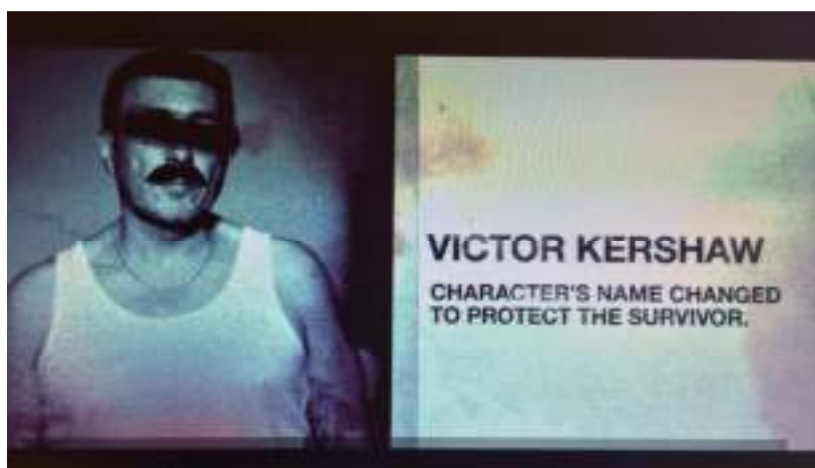 VICTOR KERSHAW
CHARACTER'S NAME CHANGED
TO PROTECT THE SURVIVOR.